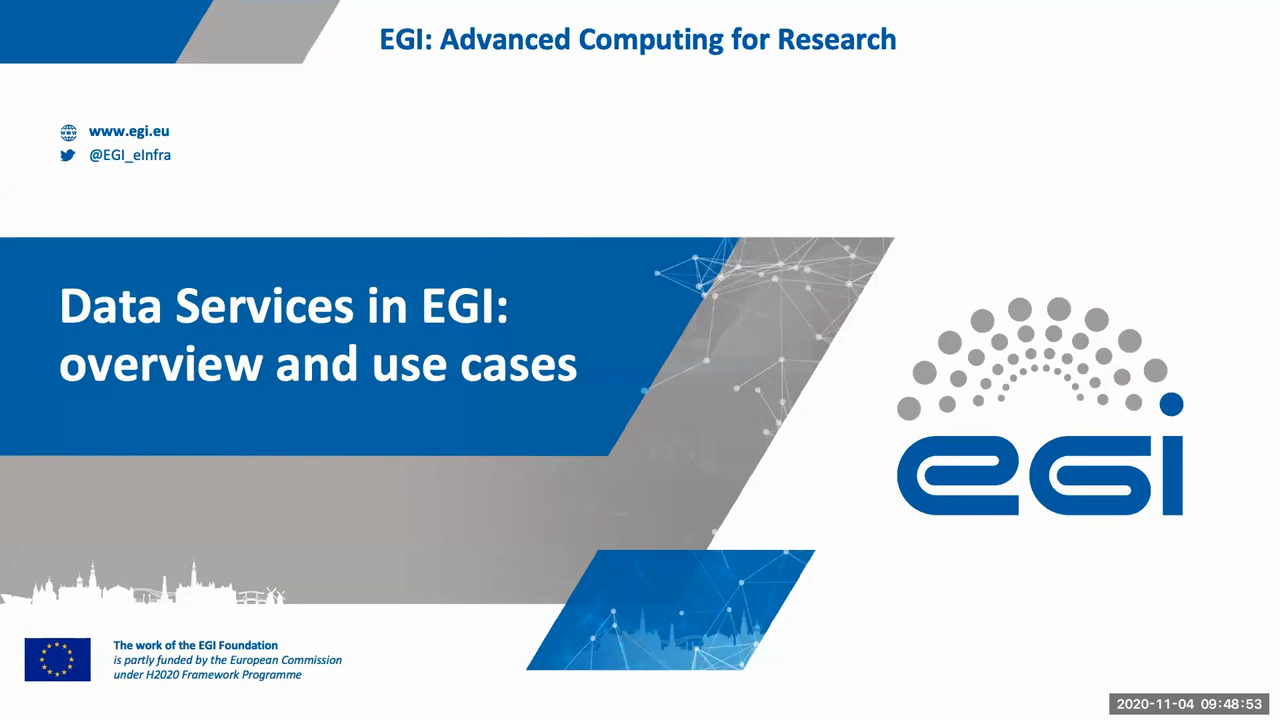 EGI: Advanced Computing for Research
www.egi.eu
@EGI_eInfra
Data Services in EGI:
overview and use cases
egi
The work of the EGI Foundation
is partly funded by the European Commission
under H2020 Framework Programme
2020-11-04 09:48:53